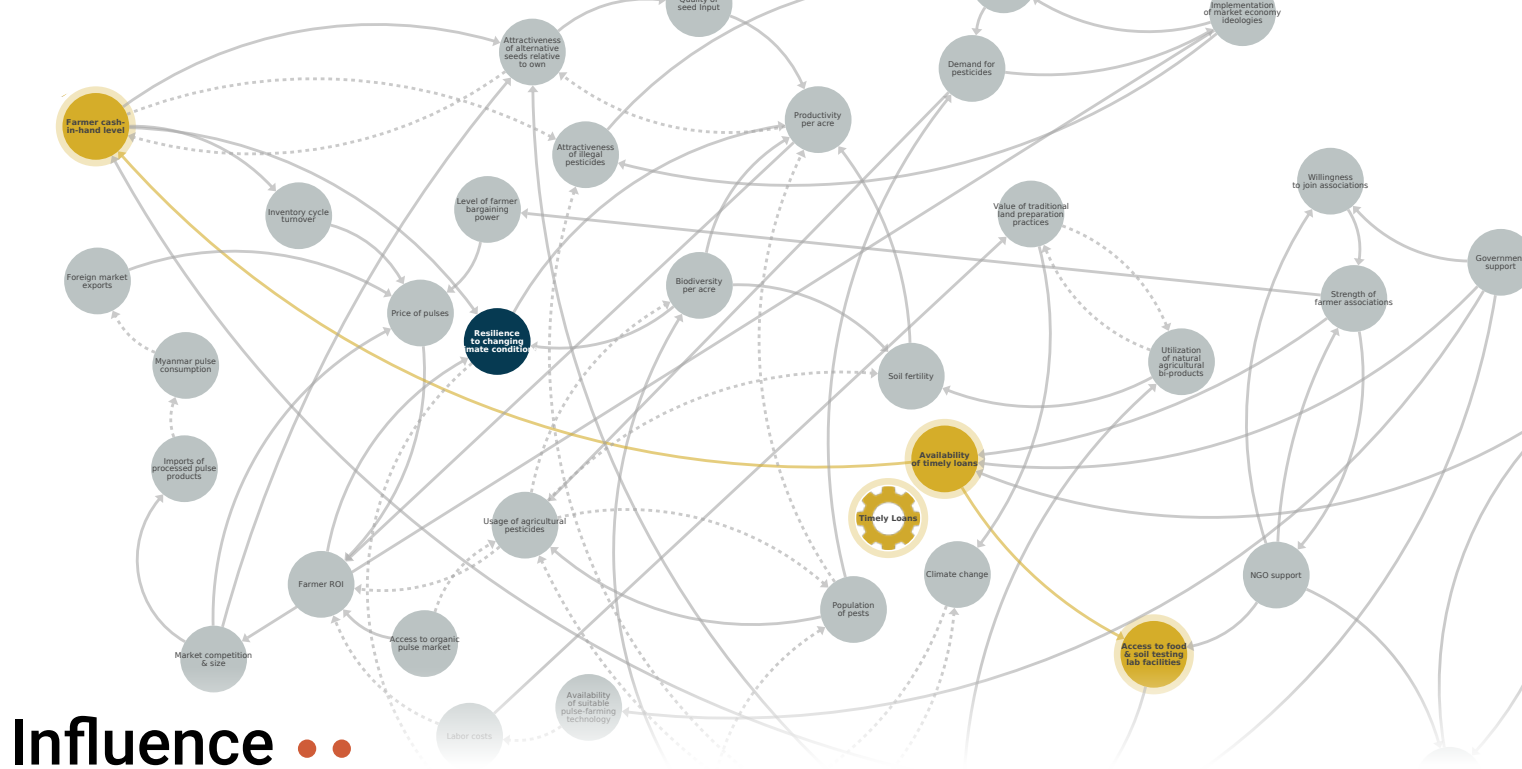 Quality of
seed Input
Implementation
of market economy
ideologies
Attractiveness
of alternative
seeds relative
to own
Demand for
pesticides
Farmer cash-
in-hand level
Productivity
per acre
Attractiveness
of illegal
pesticides
Willingness
to join associations
Inventory cycle
turnover
Level of farmer
bargaining
power
Value of traditional
land preparation
practices
Foreign market
exports
Biodiversity
per acre
Government
support
Strength of
farmer associations
Price of pulses
Resilience
to changing
mate condition
Myanmar pulse
consumption
Soil fertility
Utilization
of natural
agricultural
bi-products
Imports of
processed pulse
products
Availability
of timely loans
Usage of agricultural
pesticides
Timely Loans
Farmer ROI
Climate change
NGO support
Population
of pests
Access to organic
pulse market
Market competition
& size
Access to food
& soil testing
lab facilities
Availability
of suitable
pulse-farming
technology
Labor costs
Influence